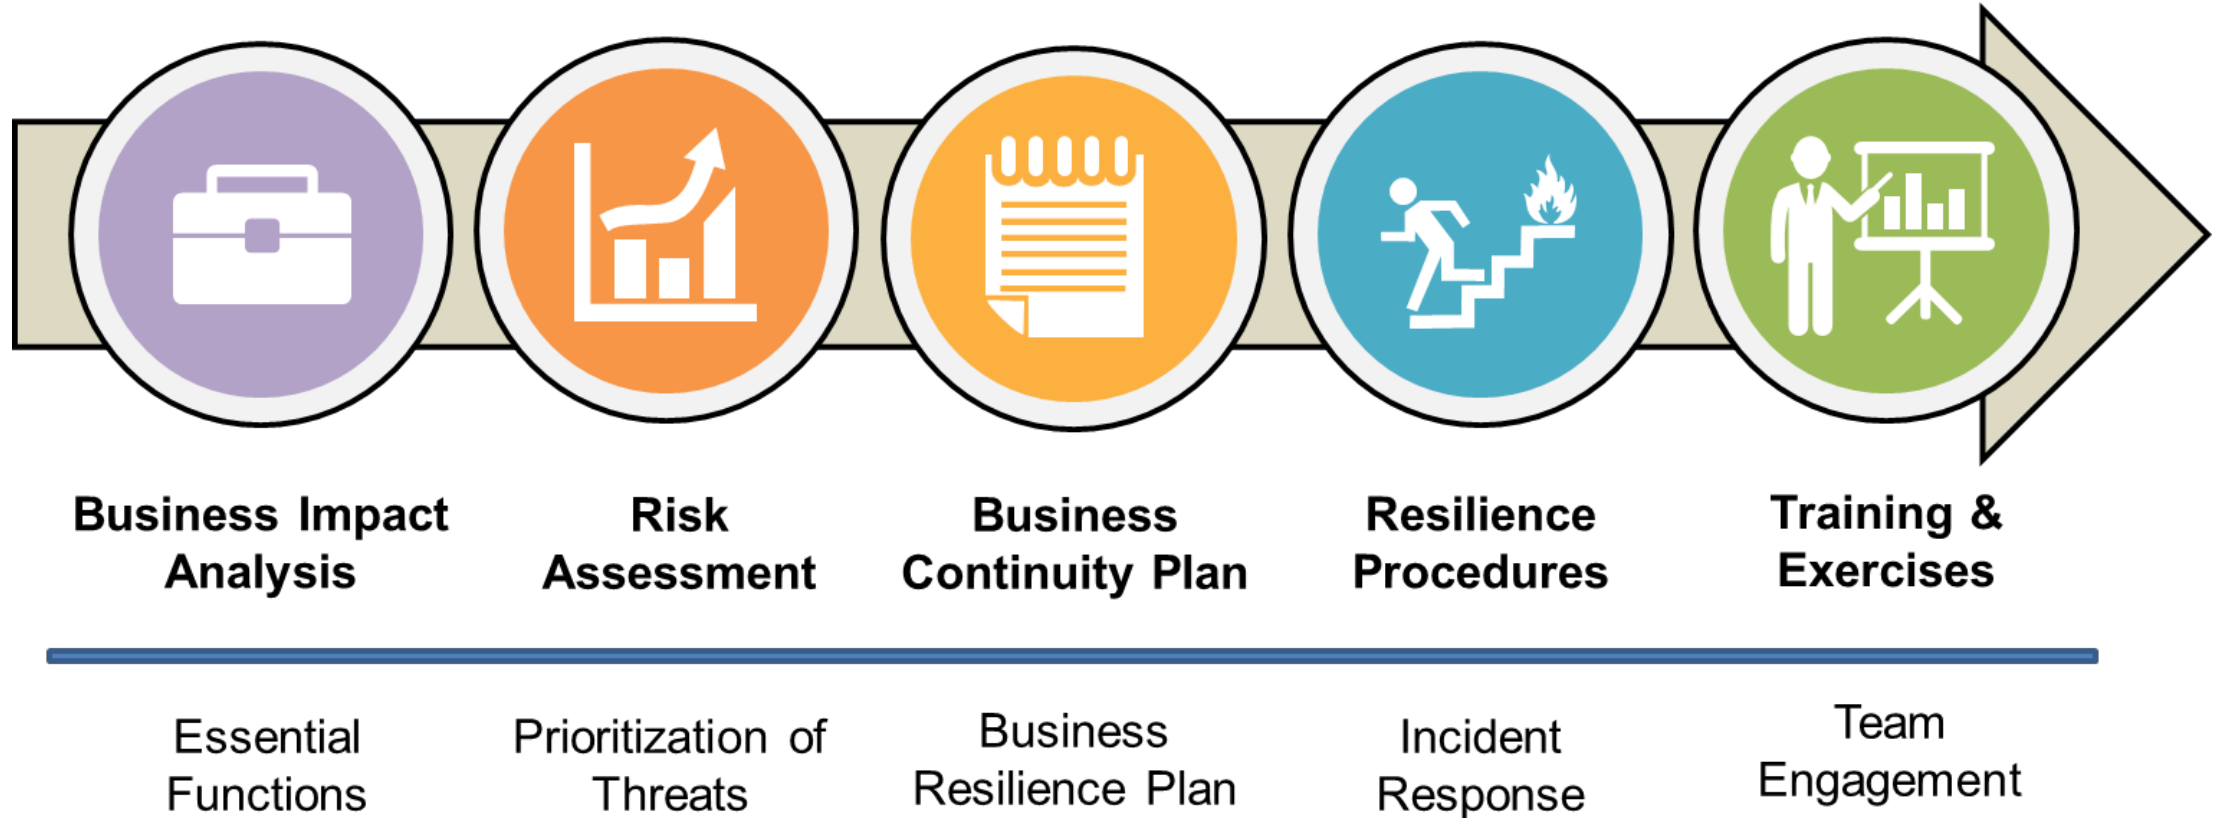 Business Impact
Analysis
Risk
Assessment
Business
Continuity Plan
Resilience
Procedures
Training &
Exercises
Essential
Functions
Prioritization of
Threats
Business
Resilience Plan
Incident
Response
Team
Engagement